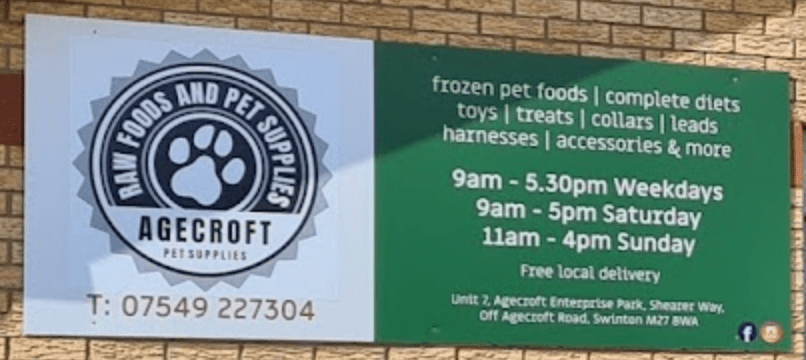 RAW FOODS AND PET SUPPLIES
AGECROFT
PET SUPPLIES
T: 07549 227304
frozen pet foods | complete diets
toys | treats | collars | leads
harnesses | accessories & more
9am - 5.30pm Weekdays
9am - 5pm Saturday
11am - 4pm Sunday
Free local delivery
Unit 7, Agecroft Enterprise Park, Shearer Way,
Off Agecroft Road, Swinton M27 8WA
f